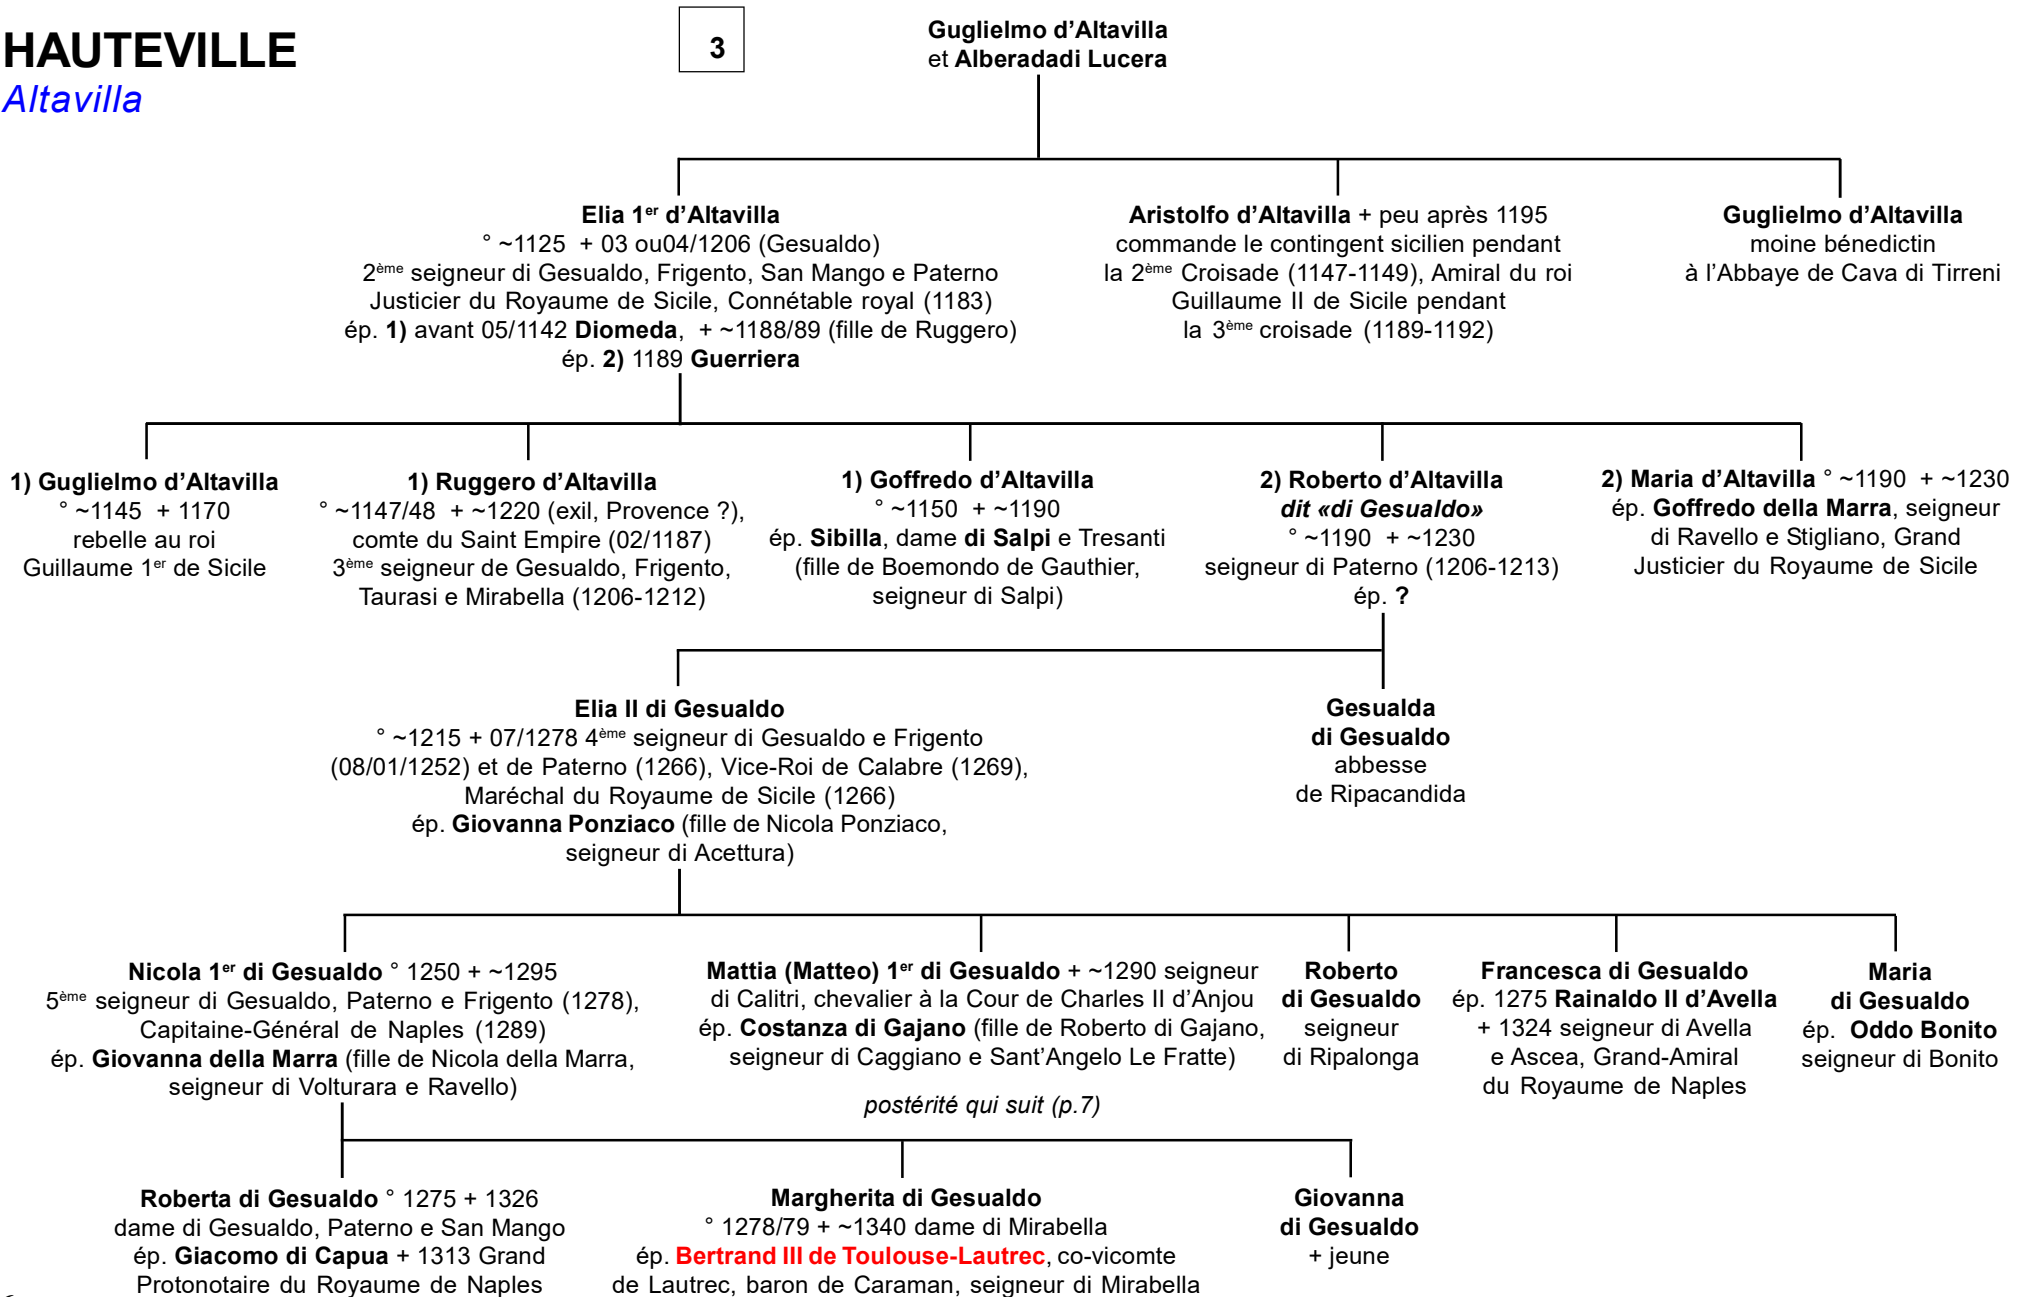 HAUTEVILLE
Altavilla
3
Guglielmo d’Altavilla
et Alberadadi Lucera
Elia 1er d’Altavilla
° ~1125 + 03 ou04/1206 (Gesualdo)
2ème seigneur di Gesualdo, Frigento, San Mango e Paterno
Justicier du Royaume de Sicile, Connétable royal (1183)
ép. 1) avant 05/1142 Diomeda, + ~1188/89 (fille de Ruggero)
ép. 2) 1189 Guerriera
Aristolfo d’Altavilla + peu après 1195
commande le contingent sicilien pendant
la 2ème Croisade (1147-1149), Amiral du roi
Guillaume II de Sicile pendant
la 3ème croisade (1189-1192)
Guglielmo d’Altavilla
moine bénedictin
à l’Abbaye de Cava di Tirreni
1) Guglielmo d’Altavilla
° ~1145 + 1170
rebelle au roi
Guillaume 1er de Sicile
1) Ruggero d’Altavilla
° ~1147/48 + ~1220 (exil, Provence ?),
comte du Saint Empire (02/1187)
3ème seigneur de Gesualdo, Frigento,
Taurasi e Mirabella (1206-1212)
1) Goffredo d’Altavilla
° ~1150 + ~1190
ép. Sibilla, dame di Salpi e Tresanti
(fille de Boemondo de Gauthier,
seigneur di Salpi)
2) Roberto d’Altavilla
dit «di Gesualdo»
° ~1190 + ~1230
seigneur di Paterno (1206-1213)
ép. ?
2) Maria d’Altavilla ° ~1190 + ~1230
ép. Goffredo della Marra, seigneur
di Ravello e Stigliano, Grand
Justicier du Royaume de Sicile
Elia II di Gesualdo
° ~1215 + 07/1278 4ème seigneur di Gesualdo e Frigento
(08/01/1252) et de Paterno (1266), Vice-Roi de Calabre (1269),
Maréchal du Royaume de Sicile (1266)
ép. Giovanna Ponziaco (fille de Nicola Ponziaco,
seigneur di Acettura)
Gesualda
di Gesualdo
abbesse
de Ripacandida
Nicola 1er di Gesualdo ° 1250 + ~1295
5ème seigneur di Gesualdo, Paterno e Frigento (1278),
Capitaine-Général de Naples (1289)
ép. Giovanna della Marra (fille de Nicola della Marra,
seigneur di Volturara e Ravello)
Mattia (Matteo) 1er di Gesualdo + ~1290 seigneur
di Calitri, chevalier à la Cour de Charles II d’Anjou
ép. Costanza di Gajano (fille de Roberto di Gajano,
seigneur di Caggiano e Sant’Angelo Le Fratte)
postérité qui suit (p.7)
Roberto
di Gesualdo
seigneur
di Ripalonga
Francesca di Gesualdo
ép. 1275 Rainaldo II d’Avella
+ 1324 seigneur di Avella
e Ascea, Grand-Amiral
du Royaume de Naples
Maria
di Gesualdo
ép. Oddo Bonito
seigneur di Bonito
Roberta di Gesualdo ° 1275 + 1326
dame di Gesualdo, Paterno e San Mango
ép. Giacomo di Capua + 1313 Grand
Protonotaire du Royaume de Naples
Margherita di Gesualdo
° 1278/79 + ~1340 dame di Mirabella
ép. Bertrand III de Toulouse-Lautrec, co-vicomte
de Lautrec, baron de Caraman, seigneur di Mirabella
Giovanna
di Gesualdo
+ jeune